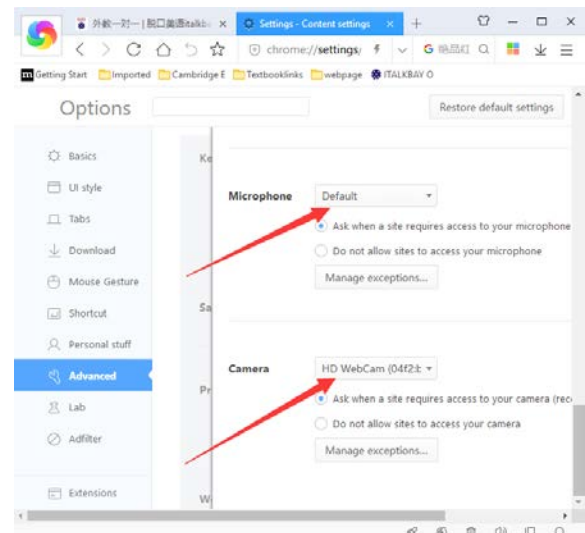 外教一对一 | 脱口美语italkb
Settings - Content settings
chrome://settings/
Getting Start
Imported
Cambridge E
Textbooklinks
webpage
ITALKBAY O
Options
Restore default settings
Basics
Ke
UI style
Microphone
Default
Tabs
Ask when a site requires access to your microphone
Download
Do not allow sites to access your microphone
Mouse Gesture
Manage exceptions...
Shortcut
Sa
Personal stuff
Advanced
Camera
HD WebCam (04f2:b
Pr
Ask when a site requires access to your camera (rec
Lab
Do not allow sites to access your camera
Adfilter
Manage exceptions...
Extensions
W